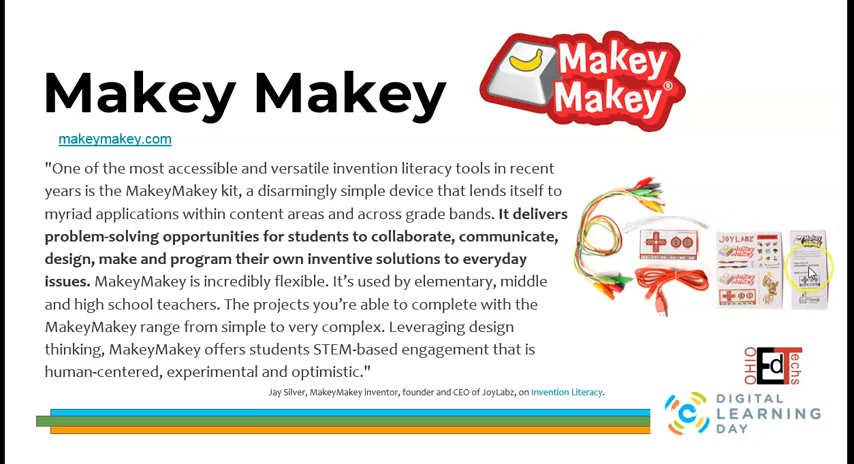 Makey Makey
Makey
Makey®
makeymakey.com
"One of the most accessible and versatile invention literacy tools in recent
years is the MakeyMakey kit, a disarmingly simple device that lends itself to
myriad applications within content areas and across grade bands. It delivers
problem-solving opportunities for students to collaborate, communicate,
design, make and program their own inventive solutions to everyday
issues. MakeyMakey is incredibly flexible. It's used by elementary, middle
and high school teachers. The projects you're able to complete with the
MakeyMakey range from simple to very complex. Leveraging design
thinking, MakeyMakey offers students STEM-based engagement that is
human-centered, experimental and optimistic."
Jay Silver, MakeyMakey inventor, founder and CEO of JoyLabz, on Invention Literacy.
JOYLABZ
OHIO EdTechs
DIGITAL
LEARNING
DAY